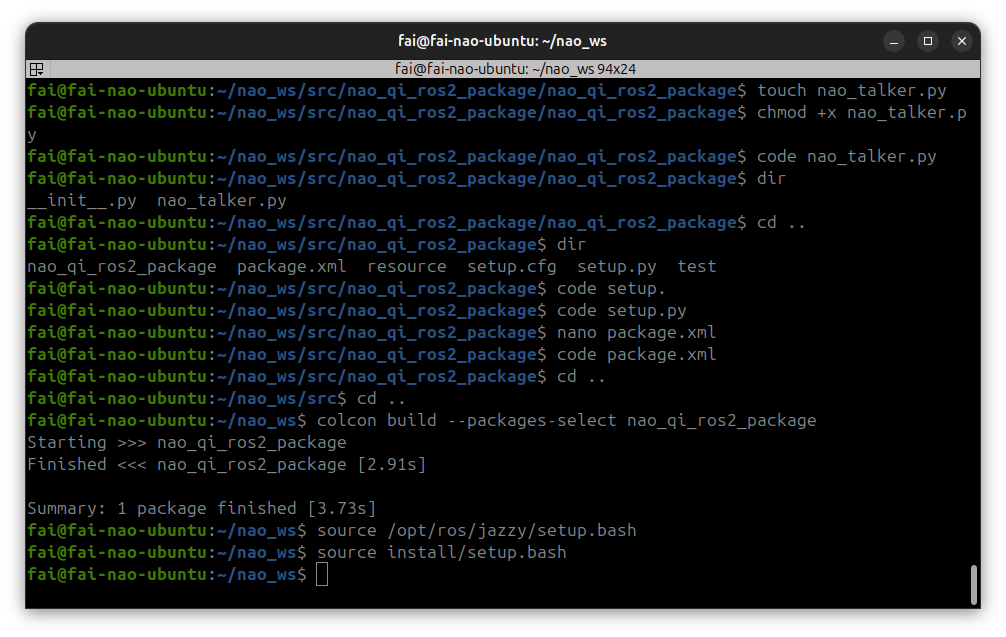 fai@fai-nao-ubuntu: ~/nao_ws
fai@fai-nao-ubuntu: ~/nao_ws 94x24
fai@fai-nao-ubuntu:~/nao_ws/src/nao_qi_ros2_package/nao_qi_ros2_package$ touch nao_talker.py
fai@fai-nao-ubuntu:~/nao_ws/src/nao_qi_ros2_package/nao_qi_ros2_package$ chmod +x nao_talker.p
y
fai@fai-nao-ubuntu:~/nao_ws/src/nao_qi_ros2_package/nao_qi_ros2_package$ code nao_talker.py
fai@fai-nao-ubuntu:~/nao_ws/src/nao_qi_ros2_package/nao_qi_ros2_package$ dir
__init__.py  nao_talker.py
fai@fai-nao-ubuntu:~/nao_ws/src/nao_qi_ros2_package/nao_qi_ros2_package$ cd ..
fai@fai-nao-ubuntu:~/nao_ws/src/nao_qi_ros2_package$ dir
nao_qi_ros2_package  package.xml  resource  setup.cfg  setup.py  test
fai@fai-nao-ubuntu:~/nao_ws/src/nao_qi_ros2_package$ code setup.
fai@fai-nao-ubuntu:~/nao_ws/src/nao_qi_ros2_package$ code setup.py
fai@fai-nao-ubuntu:~/nao_ws/src/nao_qi_ros2_package$ nano package.xml
fai@fai-nao-ubuntu:~/nao_ws/src/nao_qi_ros2_package$ code package.xml
fai@fai-nao-ubuntu:~/nao_ws/src/nao_qi_ros2_package$ cd ..
fai@fai-nao-ubuntu:~/nao_ws/src$ cd ..
fai@fai-nao-ubuntu:~/nao_ws$ colcon build --packages-select nao_qi_ros2_package
Starting >>> nao_qi_ros2_package
Finished <<< nao_qi_ros2_package [2.91s]
Summary: 1 package finished [3.73s]
fai@fai-nao-ubuntu:~/nao_ws$ source /opt/ros/jazzy/setup.bash
fai@fai-nao-ubuntu:~/nao_ws$ source install/setup.bash
fai@fai-nao-ubuntu:~/nao_ws$